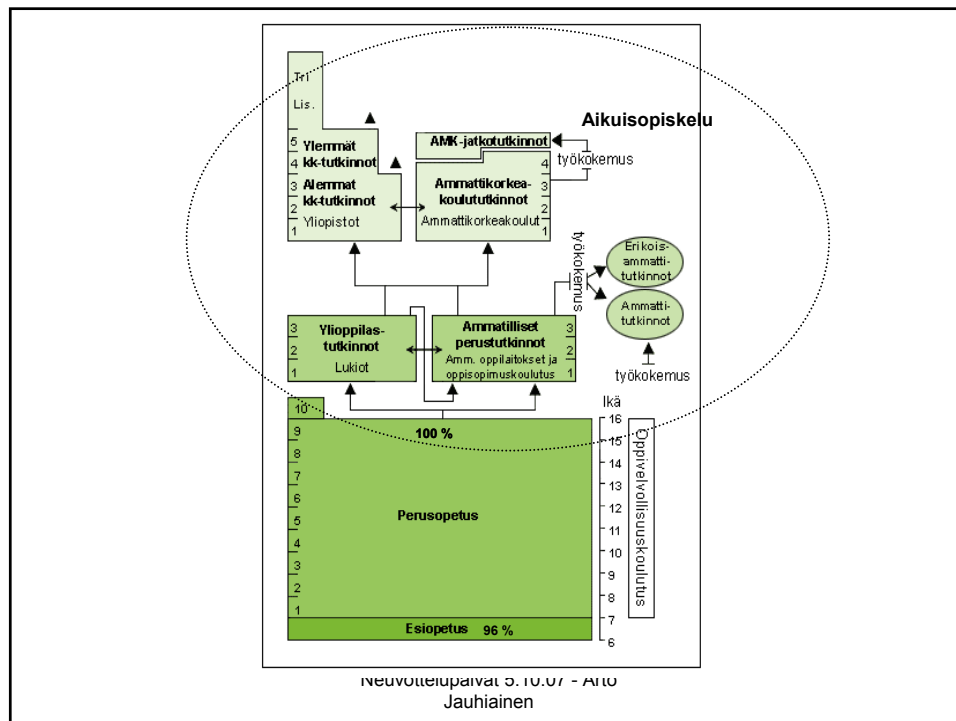 Tri
Lis.
5
4
3
2
1
Ylemmät
kk-tutkinnot
Alemmat
kk-tutkinnot
Yliopistot
Aikuisopiskelu
AMK-jatkotutkinnot
työkokemus
Ammattikorkea-
koulututkinnot
Ammattikorkeakoulut
4
3
2
1
työkokemus
Erikois-
ammatti-
tutkinnot
Ammatti-
tutkinnot
työkokemus
3
2
1
Ylioppilas-
tutkinnot
Lukiot
Ammatilliset
perustutkinnot
Amm. oppilaitokset ja
oppisopimuskoulutus
3
2
1
10
9
8
7
6
5
4
3
2
1
100 %
Perusopetus
Esiopetus 96 %
Ikä
16
15
14
13
12
11
10
9
8
7
6
Oppivelvollisuuskoulutus
Neuvottelupäivät 5.10.07 - Arto
Jauhiainen